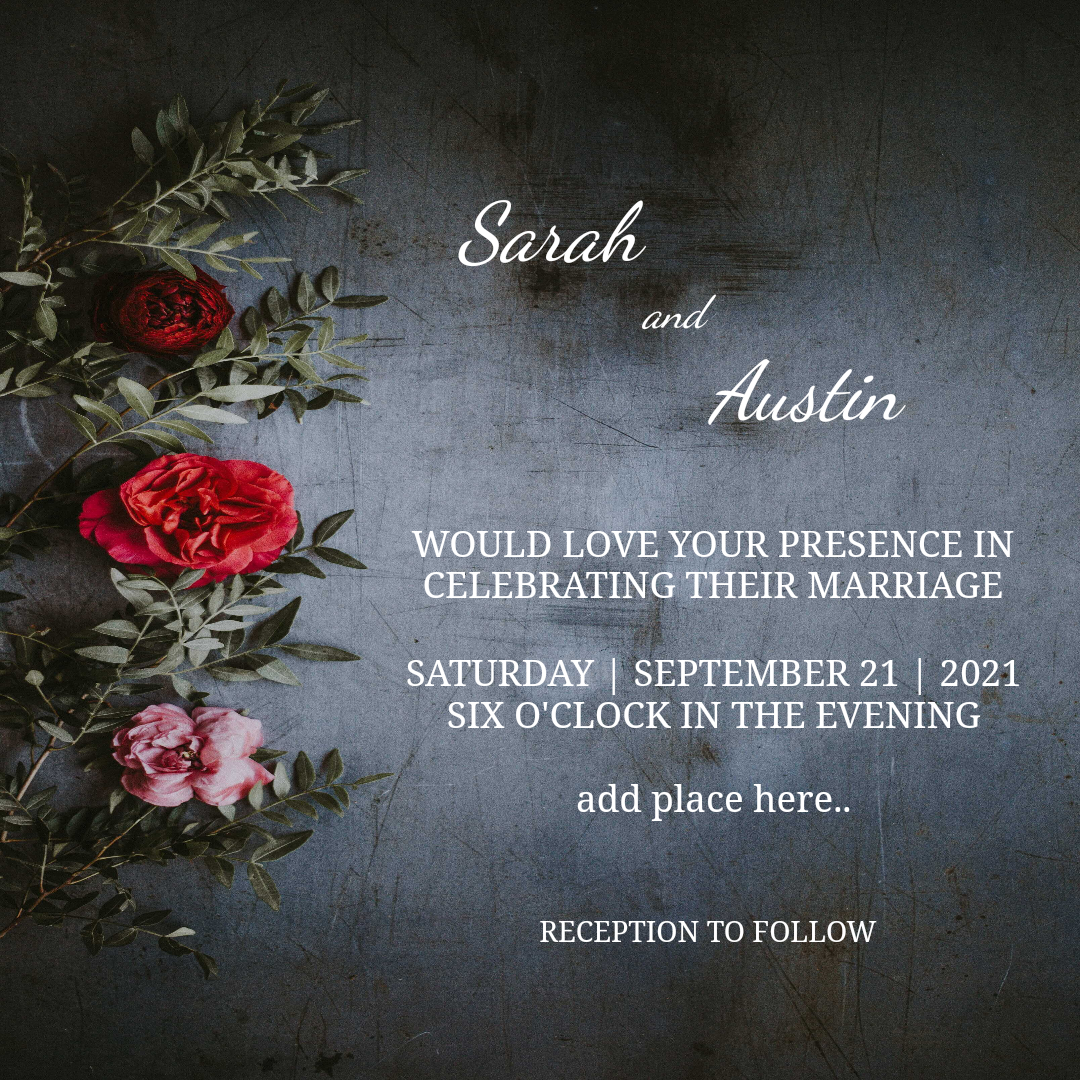 Sarah
and
Austin
WOULD LOVE YOUR PRESENCE IN
CELEBRATING THEIR MARRIAGE
SATURDAY | SEPTEMBER 21 | 2021
SIX O'CLOCK IN THE EVENING
add place here..
RECEPTION TO FOLLOW